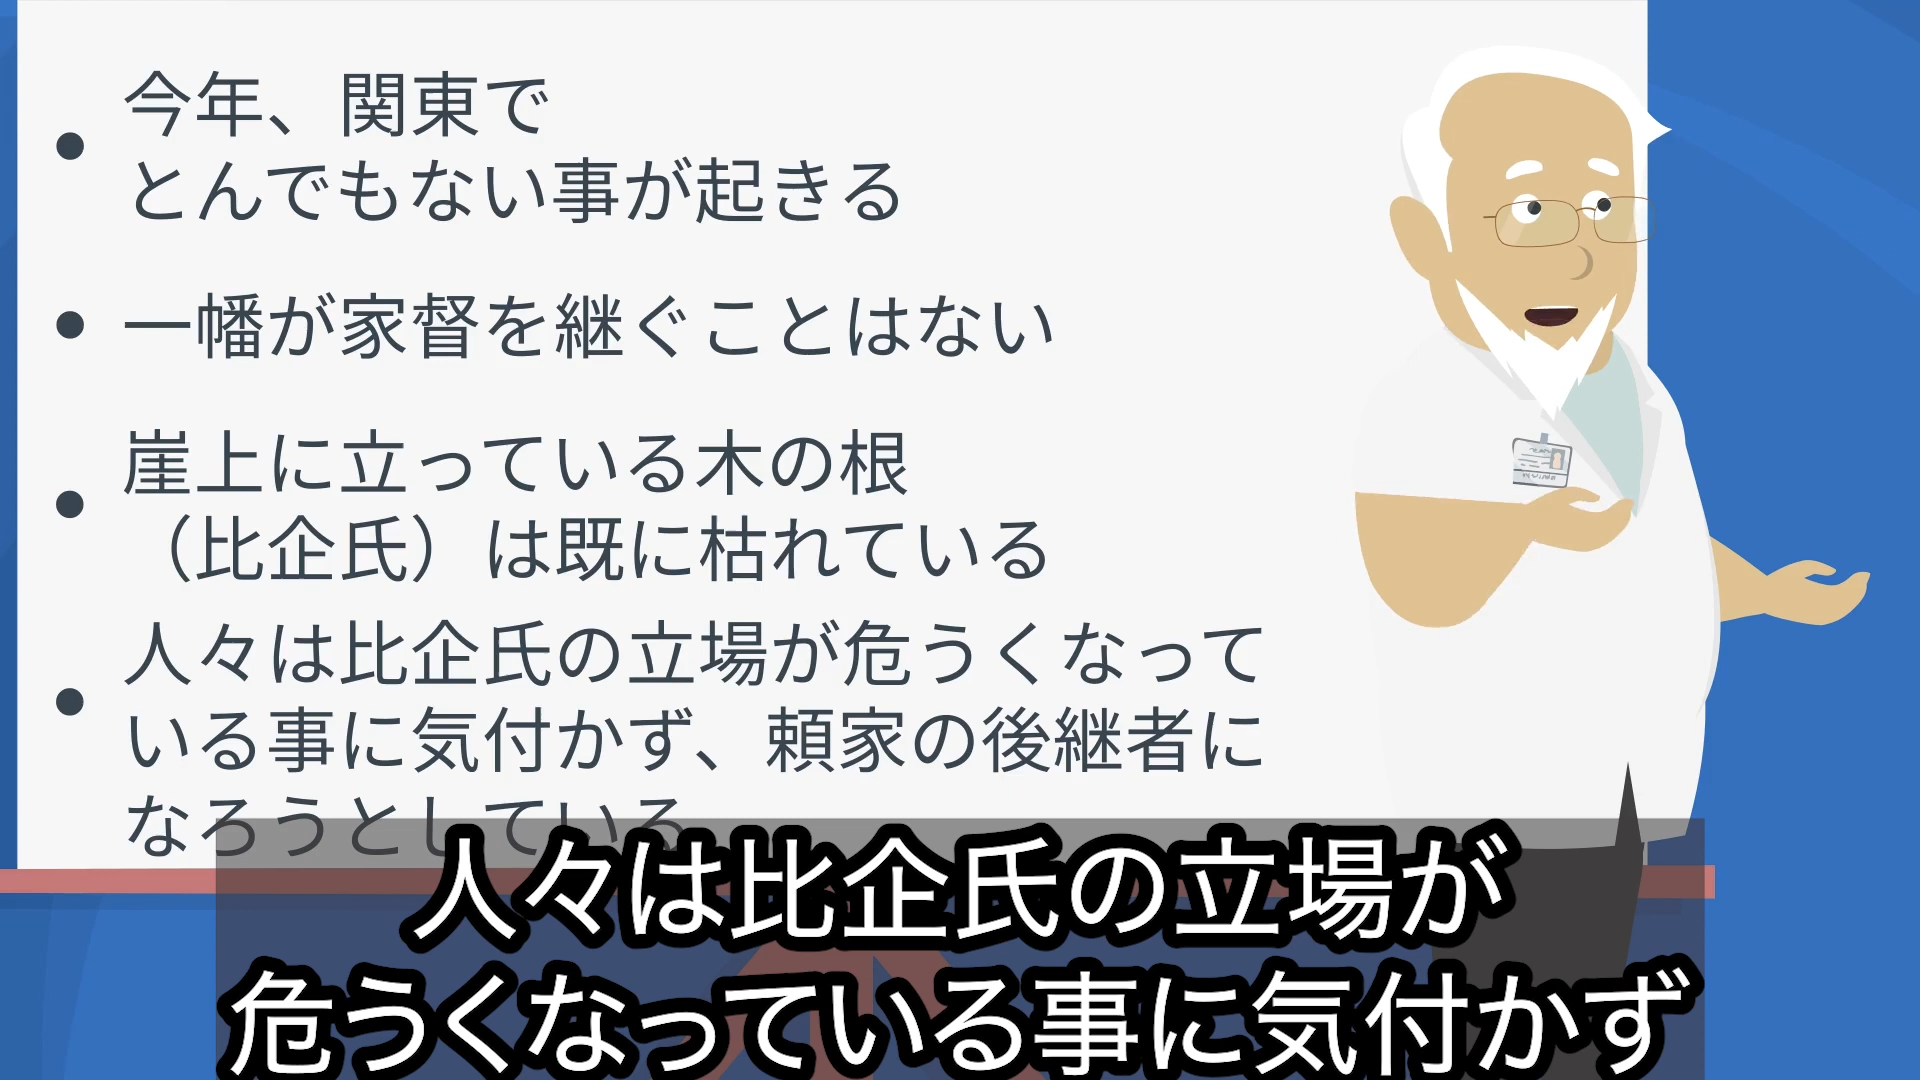 今年、関東で
とんでもない事が起きる
一幡が家督を継ぐことはない
崖上に立っている木の根
（比企氏）は既に枯れている
人々は比企氏の立場が危うくなって
いる事に気付かず、頼家の後継者に
なろうとしている
人々は比企氏の立場が
危うくなっている事に気付かず